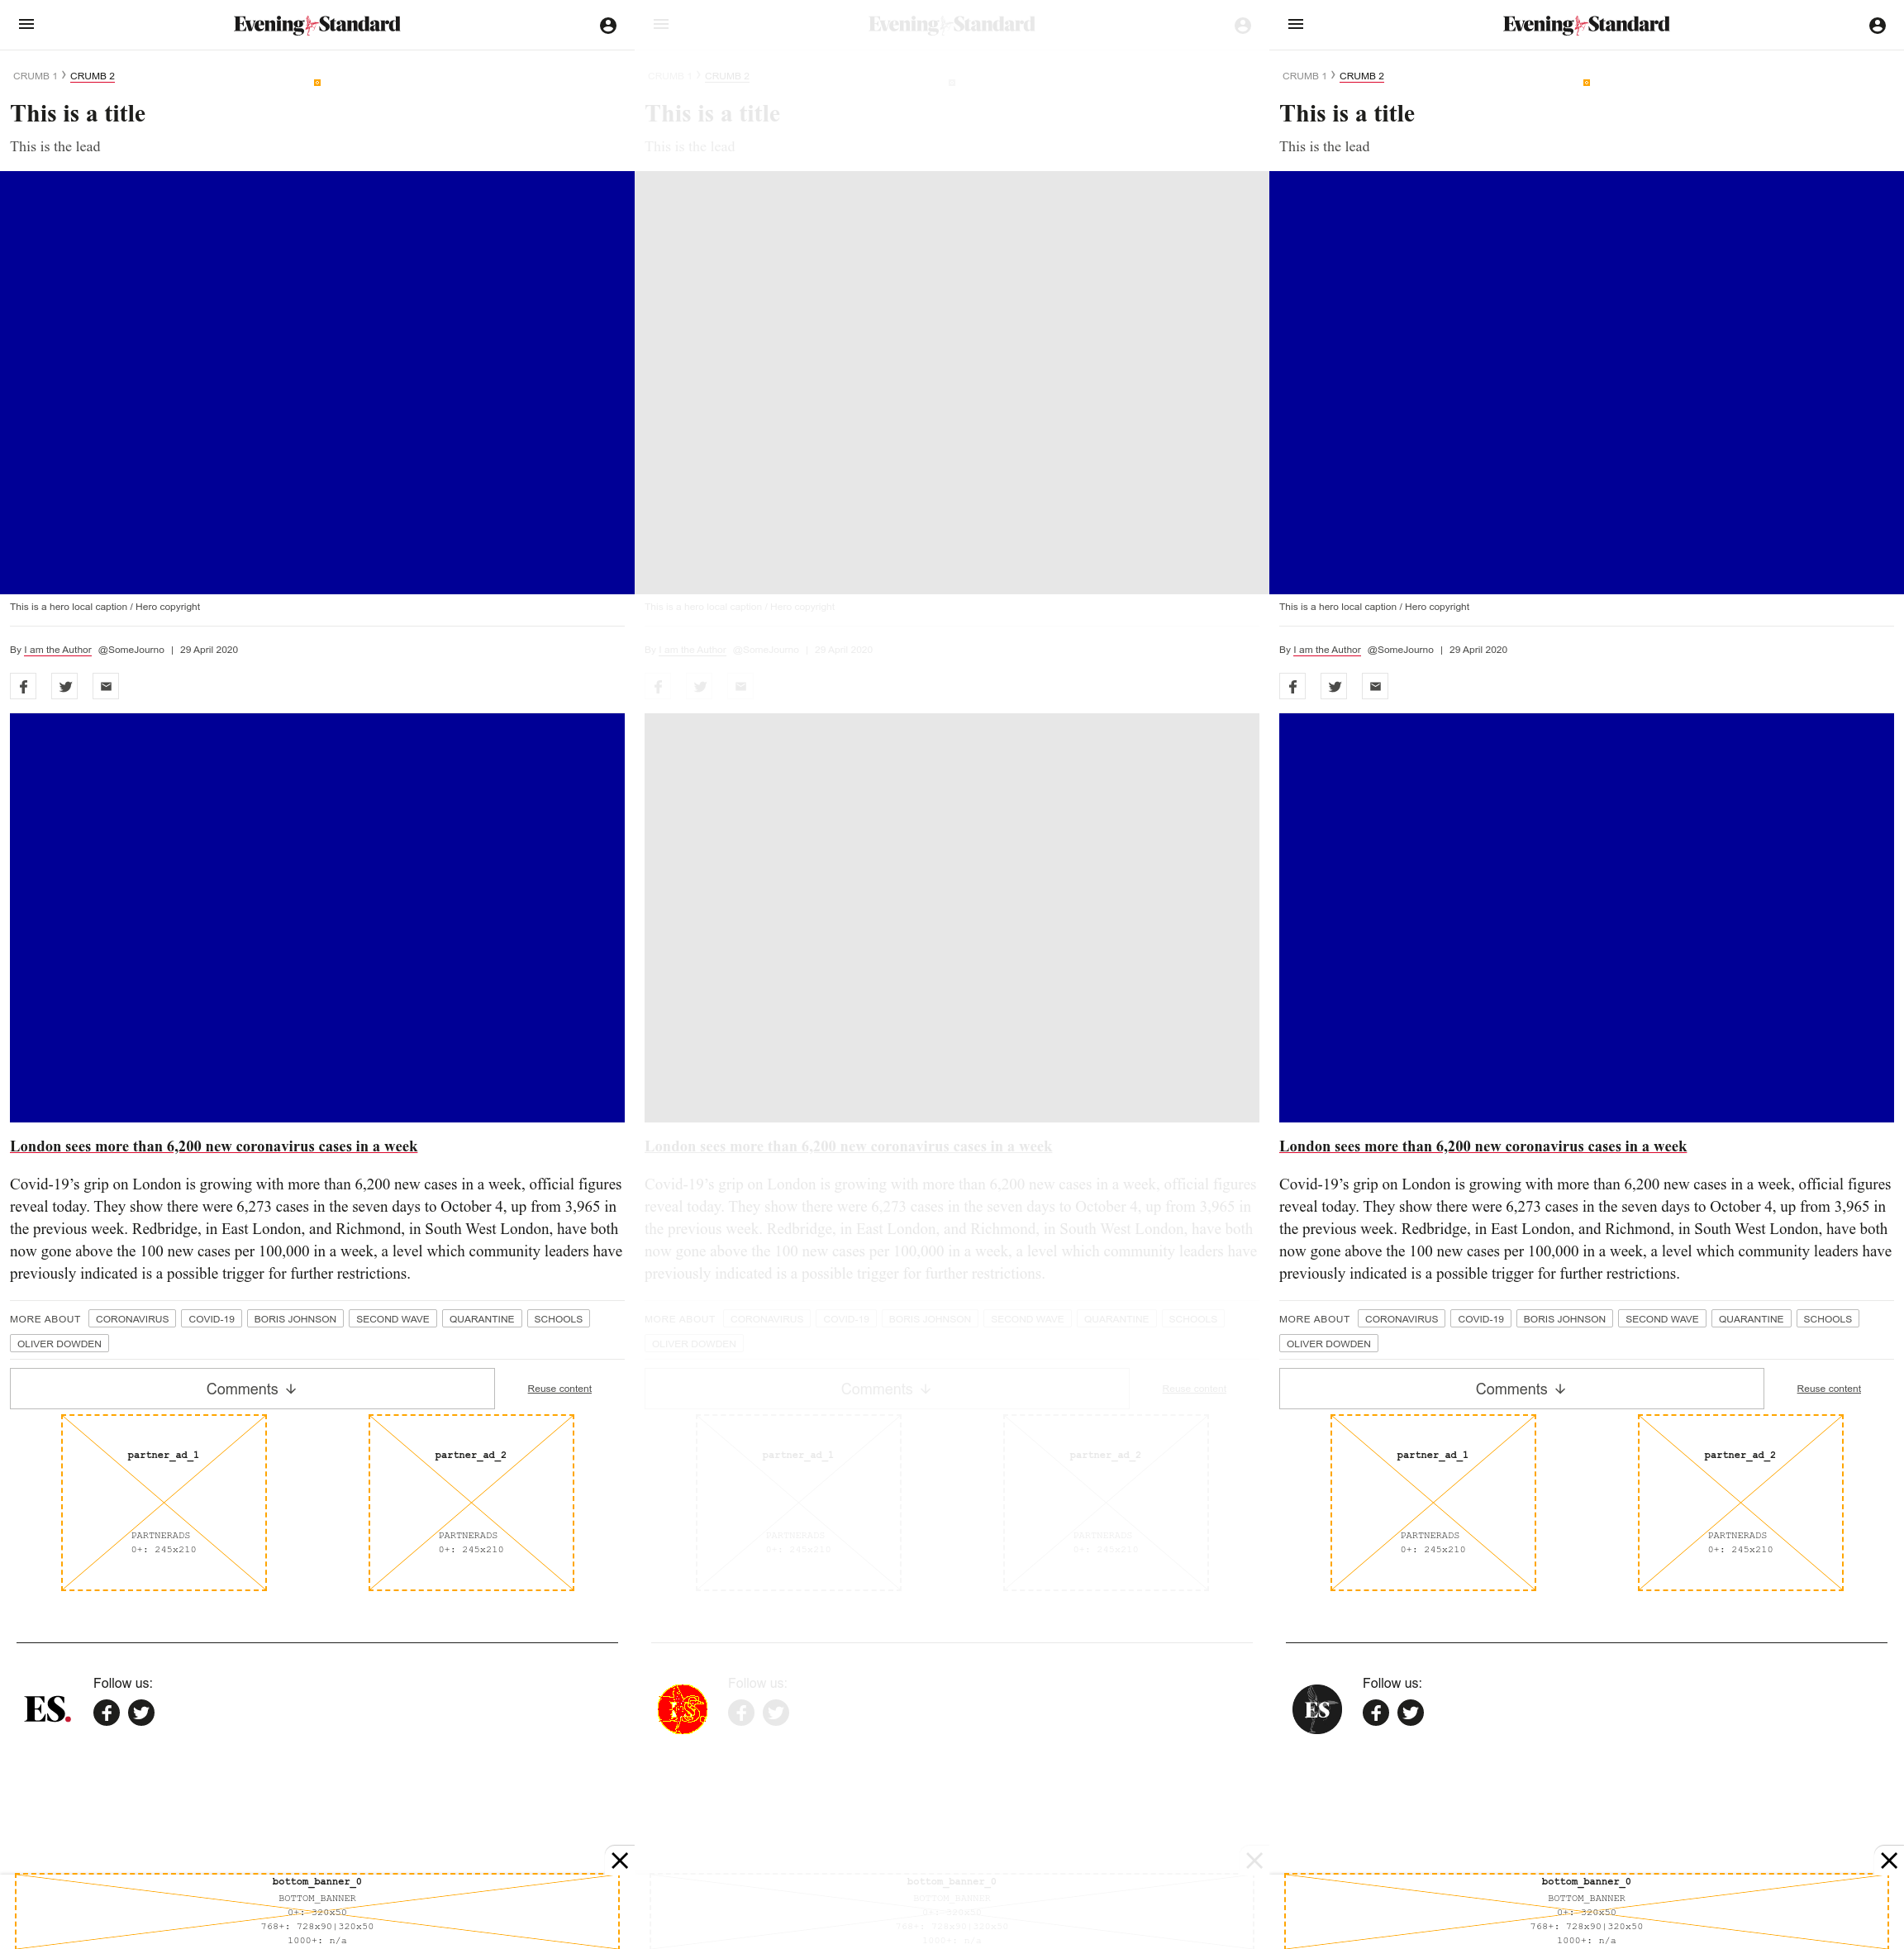 Evening Standard
CRUMB 1 › CRUMB 2
This is a title
This is the lead
This is a hero local caption / Hero copyright
By I am the Author @SomeJourno | 29 April 2020
London sees more than 6,200 new coronavirus cases in a week
Covid-19’s grip on London is growing with more than 6,200 new cases in a week, official figures
reveal today. They show there were 6,273 cases in the seven days to October 4, up from 3,965 in
the previous week. Redbridge, in East London, and Richmond, in South West London, have both
now gone above the 100 new cases per 100,000 in a week, a level which community leaders have
previously indicated is a possible trigger for further restrictions.
MORE ABOUT CORONAVIRUS COVID-19 BORIS JOHNSON SECOND WAVE QUARANTINE SCHOOLS
OLIVER DOWDEN
Comments Reuse content
partner_ad_1 partner_ad_2
PARTNERADS PARTNERADS
0+: 245x210 0+: 245x210
Follow us:
ES.
bottom_banner_0
BOTTOM_BANNER
0+: 320x50
768+: 728x90|320x50
1000+: n/a
Evening Standard
CRUMB 1 › CRUMB 2
This is a title
This is the lead
This is a hero local caption / Hero copyright
By I am the Author @SomeJourno | 29 April 2020
London sees more than 6,200 new coronavirus cases in a week
Covid-19’s grip on London is growing with more than 6,200 new cases in a week, official figures
reveal today. They show there were 6,273 cases in the seven days to October 4, up from 3,965 in
the previous week. Redbridge, in East London, and Richmond, in South West London, have both
now gone above the 100 new cases per 100,000 in a week, a level which community leaders have
previously indicated is a possible trigger for further restrictions.
MORE ABOUT CORONAVIRUS COVID-19 BORIS JOHNSON SECOND WAVE QUARANTINE SCHOOLS
OLIVER DOWDEN
Comments Reuse content
partner_ad_1 partner_ad_2
PARTNERADS PARTNERADS
0+: 245x210 0+: 245x210
Follow us:
bottom_banner_0
BOTTOM_BANNER
0+: 320x50
768+: 728x90|320x50
1000+: n/a
Evening Standard
CRUMB 1 › CRUMB 2
This is a title
This is the lead
This is a hero local caption / Hero copyright
By I am the Author @SomeJourno | 29 April 2020
London sees more than 6,200 new coronavirus cases in a week
Covid-19’s grip on London is growing with more than 6,200 new cases in a week, official figures
reveal today. They show there were 6,273 cases in the seven days to October 4, up from 3,965 in
the previous week. Redbridge, in East London, and Richmond, in South West London, have both
now gone above the 100 new cases per 100,000 in a week, a level which community leaders have
previously indicated is a possible trigger for further restrictions.
MORE ABOUT CORONAVIRUS COVID-19 BORIS JOHNSON SECOND WAVE QUARANTINE SCHOOLS
OLIVER DOWDEN
Comments Reuse content
partner_ad_1 partner_ad_2
PARTNERADS PARTNERADS
0+: 245x210 0+: 245x210
Follow us:
ES
bottom_banner_0
BOTTOM_BANNER
0+: 320x50
768+: 728x90|320x50
1000+: n/a